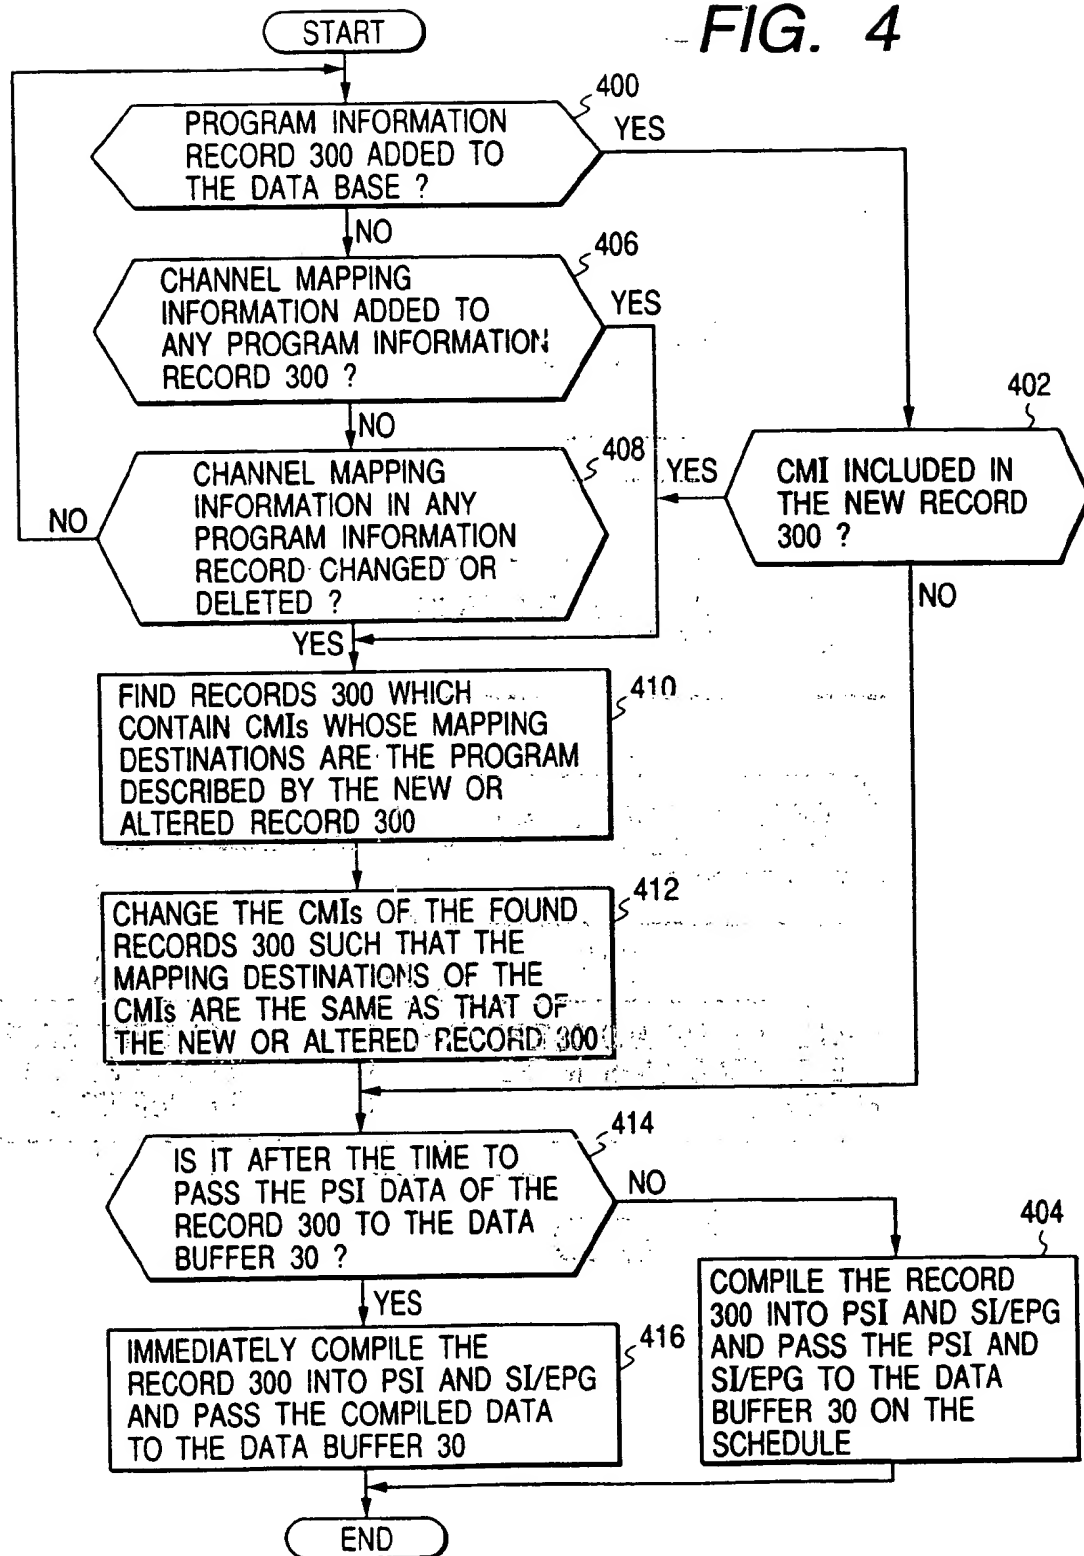 FIG. 4
START
400
PROGRAM INFORMATION
RECORD 300 ADDED TO
THE DATA BASE ?
YES
NO
406
CHANNEL MAPPING
INFORMATION ADDED TO
ANY PROGRAM INFORMATION
RECORD 300 ?
YES
NO
402
CMI INCLUDED IN
THE NEW RECORD
300 ?
YES
NO
408
CHANNEL MAPPING
INFORMATION IN ANY
PROGRAM INFORMATION
RECORD CHANGED OR
DELETED ?
NO
YES
410
FIND RECORDS 300 WHICH
CONTAIN CMIs WHOSE MAPPING
DESTINATIONS ARE THE PROGRAM
DESCRIBED BY THE NEW OR
ALTERED RECORD 300
412
CHANGE THE CMIs OF THE FOUND
RECORDS 300 SUCH THAT THE
MAPPING DESTINATIONS OF THE
CMIs ARE THE SAME AS THAT OF
THE NEW OR ALTERED RECORD 300
414
IS IT AFTER THE TIME TO
PASS THE PSI DATA OF THE
RECORD 300 TO THE DATA
BUFFER 30 ?
NO
YES
404
COMPILE THE RECORD
300 INTO PSI AND SI/EPG
AND PASS THE PSI AND
SI/EPG TO THE DATA
BUFFER 30 ON THE
SCHEDULE
416
IMMEDIATELY COMPILE THE
RECORD 300 INTO PSI AND SI/EPG
AND PASS THE COMPILED DATA
TO THE DATA BUFFER 30
END